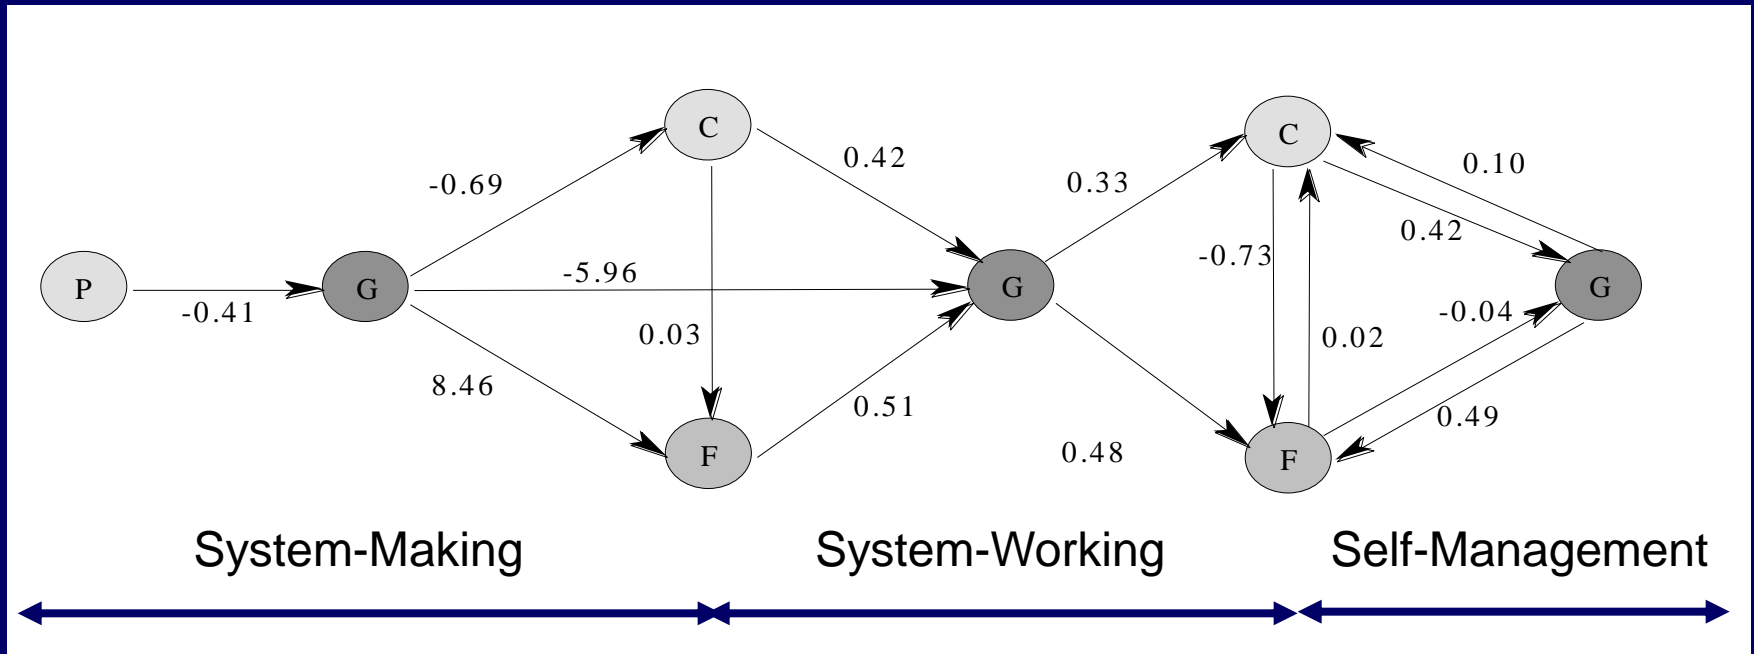 C
C
0.42
0.10
-0.69
0.33
0.42
-0.73
-5.96
P
G
G
G
-0.41
-0.04
0.03
0.02
8.46
0.51
0.49
0.48
F
F
System-Making
System-Working
Self-Management